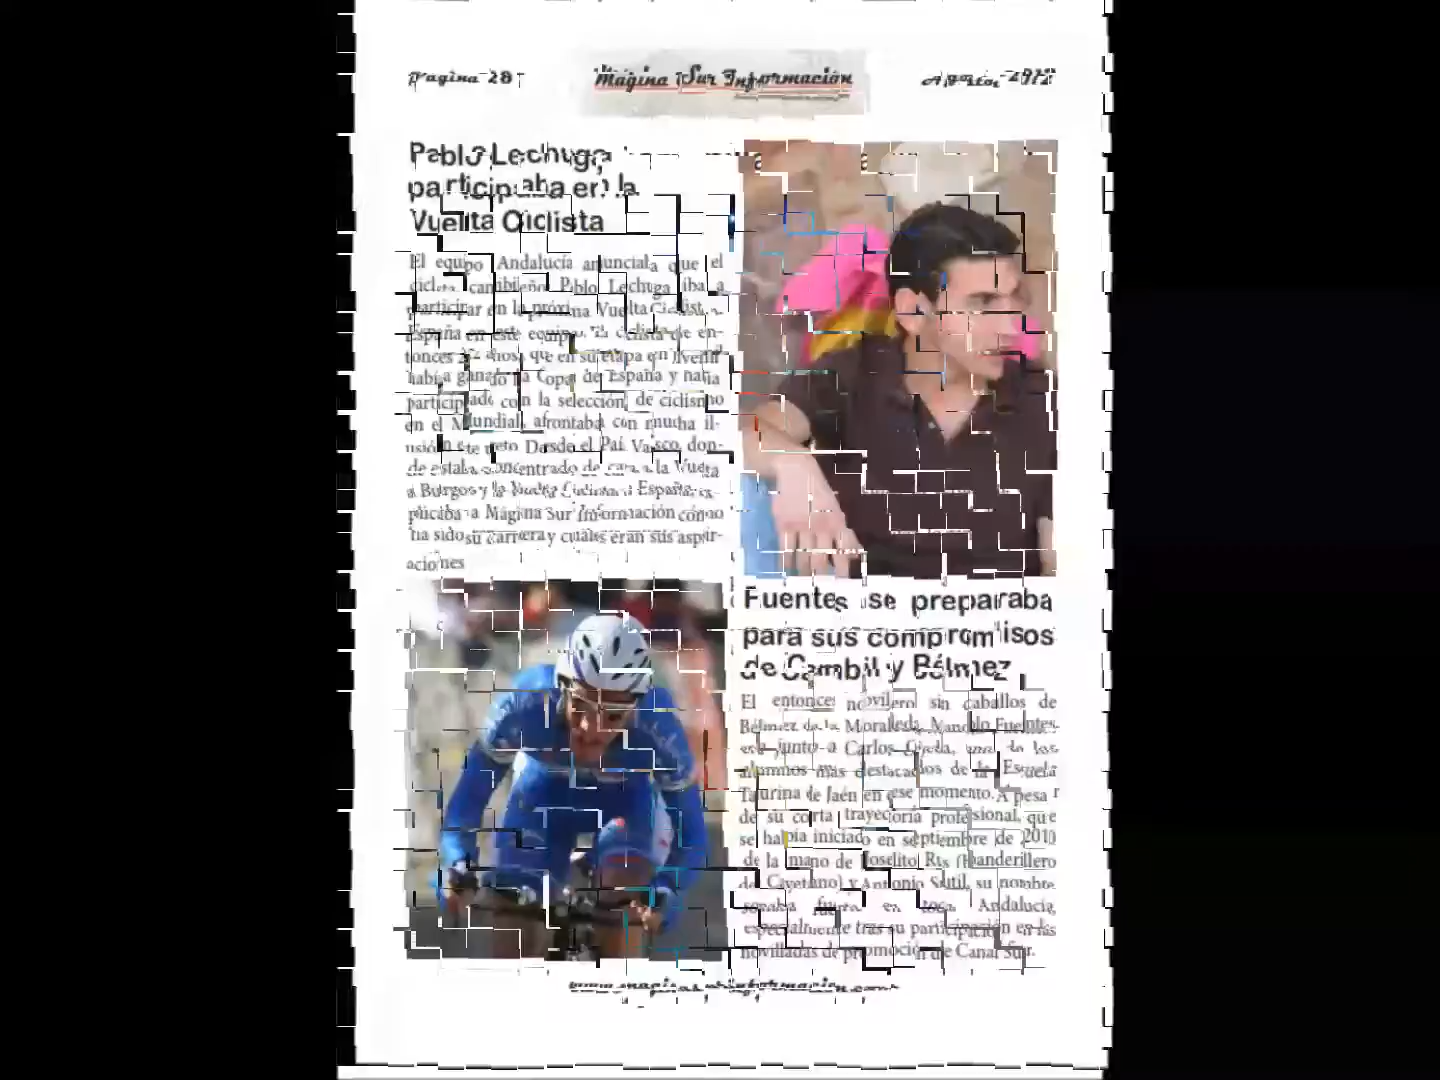 Pagina 28
Mágina Sur Información
Pablo Lechuga
participaba en la
Vuelta Ciclista
El equipo Andalucía anunciaba que el
ciclista cambileño Pablo Lechuga iba a
participar en la próxima Vuelta Ciclista
España en este equipo. El ciclista de en-
tonces años, que en su etapa en juvenil
había ganado la Copa de España y había
participado con la selección de ciclismo
en el Mundial, afrontaba con mucha il-
usión este reto Desde el País Vasco, don-
de estaba concentrado de cara a la Vuelta
a Burgos y la Vuelta Ciclista a España ex-
plicaba a Mágina Sur Información cómo
ha sido su carrera y cuáles eran sus aspir-
aciones
Fuentes se preparaba
para sus compromisos
de Cambil y Bélmez
El entonces novillero sin caballos de
Bélmez de la Moraleda, Fuentes
era junto a Carlos Ojeda, uno de los
alumnos más destacados de la Escuela
Taurina de Jaén en ese momento. A pesar
de su corta trayectoria profesional, que
se había iniciado en septiembre de 2010
de la mano de Joselito Rus (banderillero
de Cayetano) y Antonio Sutil, su nombre
sonaba fuerte en toda Andalucía,
especialmente tras su participación en las
novilladas de promoción de Canal Sur.